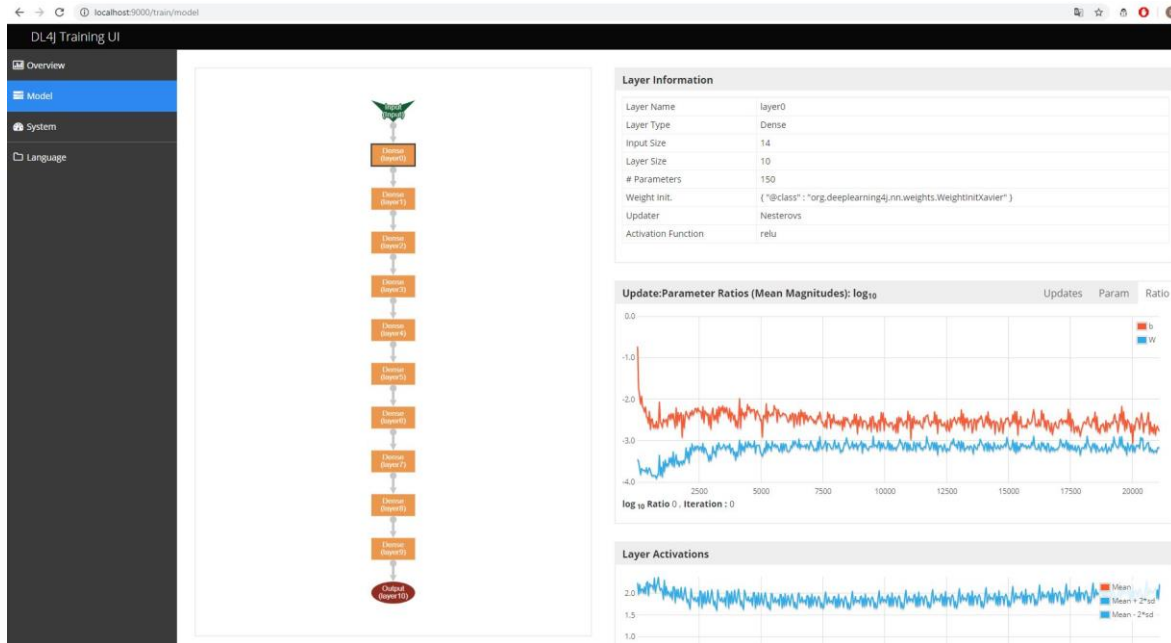 localhost:9000/train/model
DL4J Training UI
Overview
Model
System
Language
Input
(input)
Dense
(layer0)
Dense
(layer1)
Dense
(layer2)
Dense
(layer3)
Dense
(layer4)
Dense
(layer5)
Dense
(layer6)
Dense
(layer7)
Dense
(layer8)
Dense
(layer9)
Output
(layer10)
Layer Information
Layer Name layer0
Layer Type Dense
Input Size 14
Layer Size 10
# Parameters 150
Weight Init. { "@class" : "org.deeplearning4j.nn.weights.WeightInitXavier" }
Updater Nesterovs
Activation Function relu
Update:Parameter Ratios (Mean Magnitudes): log10 Updates Param Ratio
0.0
b
W
-1.0
-2.0
-3.0
-4.0
2500 5000 7500 10000 12500 15000 17500 20000
log 10 Ratio 0 , Iteration : 0
Layer Activations
Mean
2.0
Mean + 2*sd
Mean - 2*sd
1.5
1.0